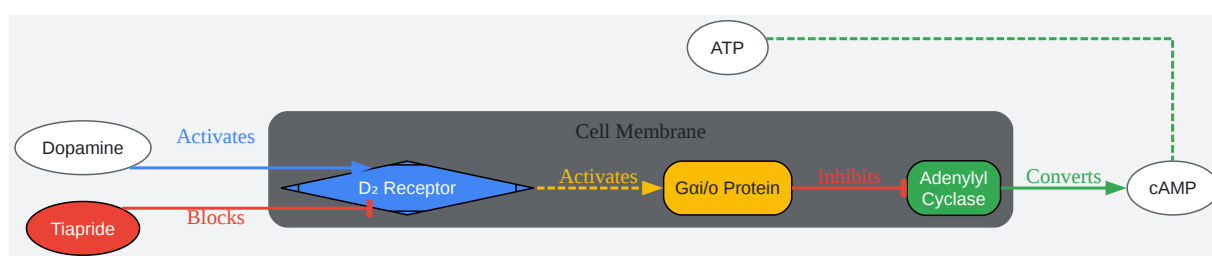 ATP
Cell Membrane
Dopamine
Activates
D₂ Receptor
Activates
Gαi/o Protein
Inhibits
Adenylyl
Cyclase
Converts
cAMP
Tiapride
Blocks